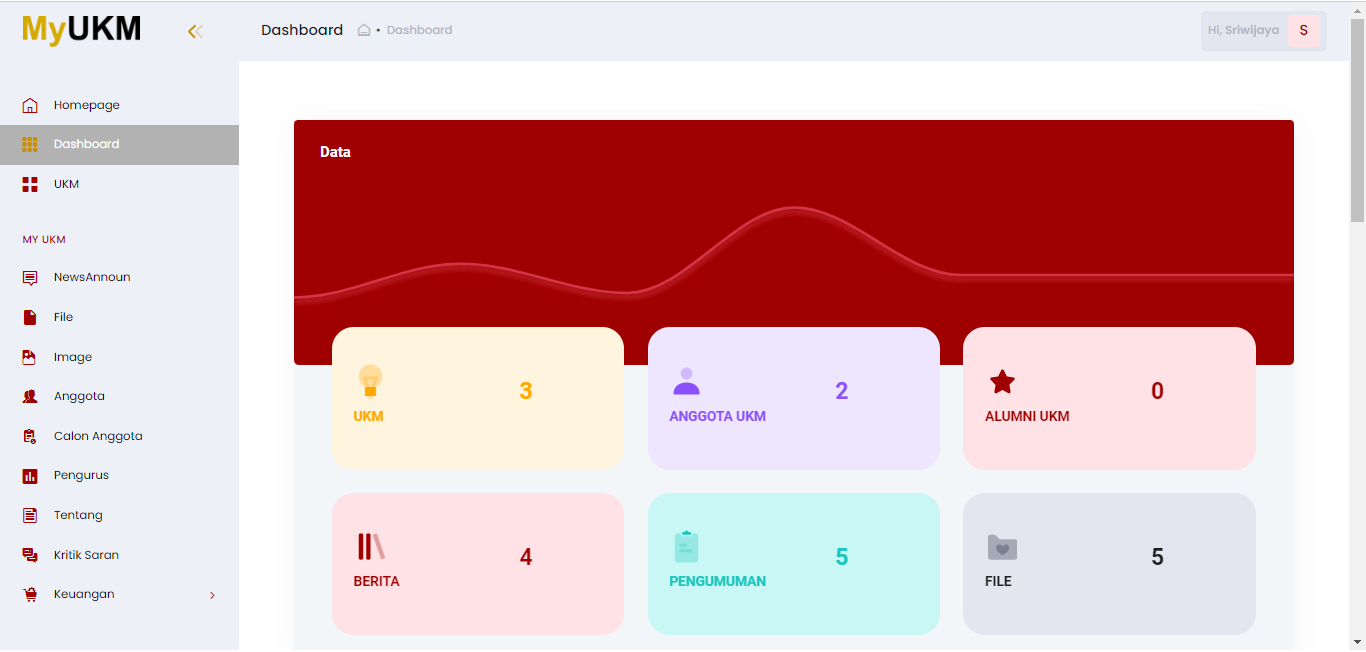 MyUKM
Dashboard • Dashboard
Hi, Sriwijaya S
Homepage
Dashboard
UKM
MY UKM
NewsAnnoun
File
Image
Anggota
Calon Anggota
Pengurus
Tentang
Kritik Saran
Keuangan
Data
3
UKM
2
ANGGOTA UKM
0
ALUMNI UKM
4
BERITA
5
PENGUMUMAN
5
FILE